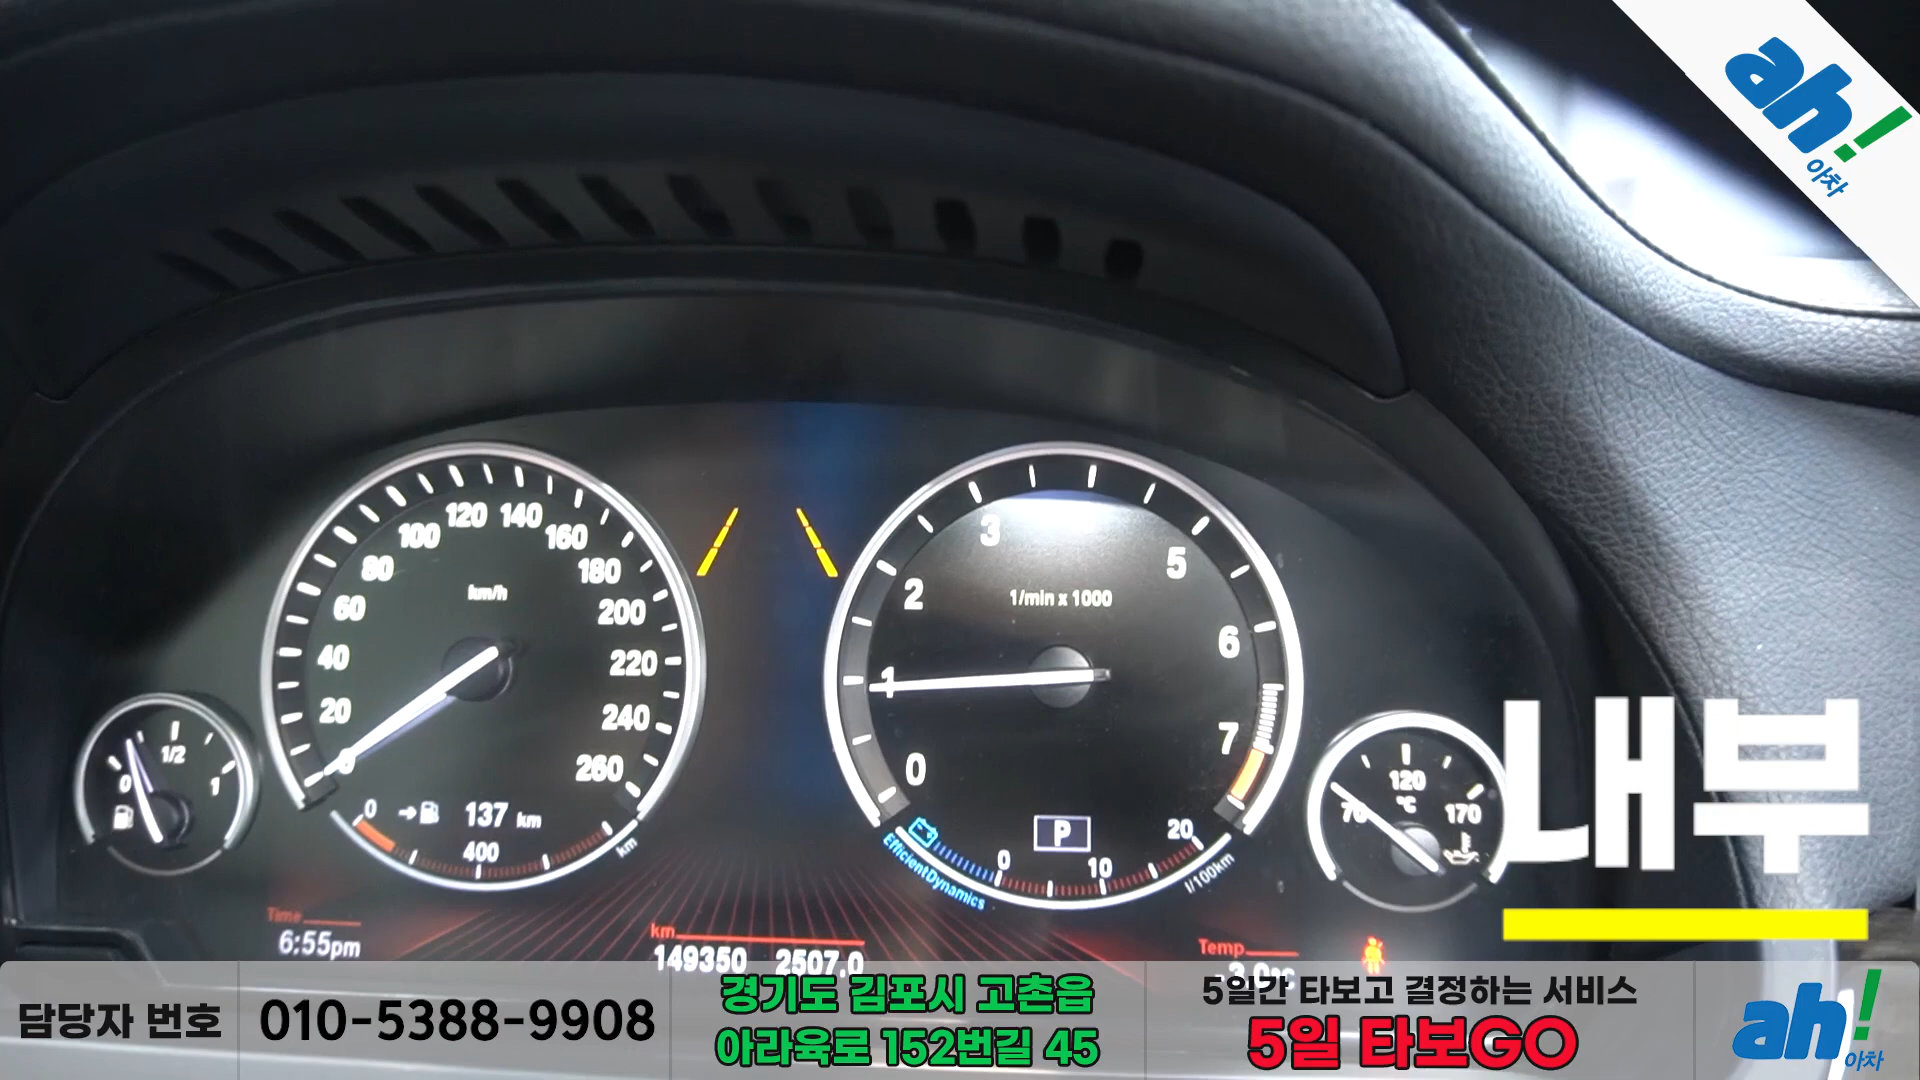 ah!
아차
100 120 140 160
80 180
60 km/h 200
40 220
20 240
0 260
0 137 km
400 km
3 5
2 1/min x 1000 6
1 7
0
P
0 10 20
l/100km
EfficientDynamics
0 1/2 1
70 120 170
°C
Time
6:55pm
km
149350 2507.0
Temp
내부
담당자 번호
010-5388-9908
경기도 김포시 고촌읍
아라육로 152번길 45
5일간 타보고 결정하는 서비스
5일 타보GO
ah!
아차